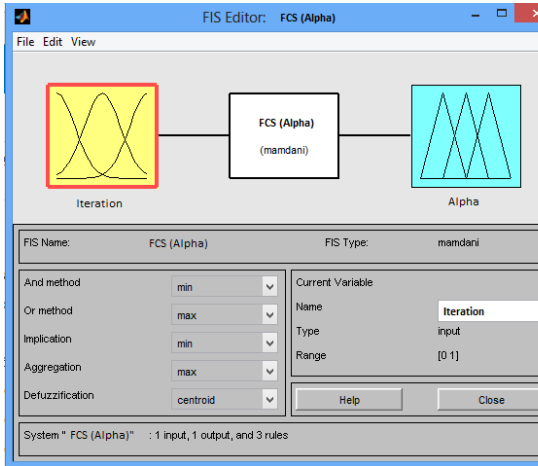 FIS Editor: FCS (Alpha)
File Edit View
FCS (Alpha)
(mamdani)
Iteration
Alpha
FIS Name: FCS (Alpha) FIS Type: mamdani
And method min
Or method max
Implication min
Aggregation max
Defuzzification centroid
Current Variable
Name Iteration
Type input
Range [0 1]
Help Close
System " FCS (Alpha)" : 1 input, 1 output, and 3 rules